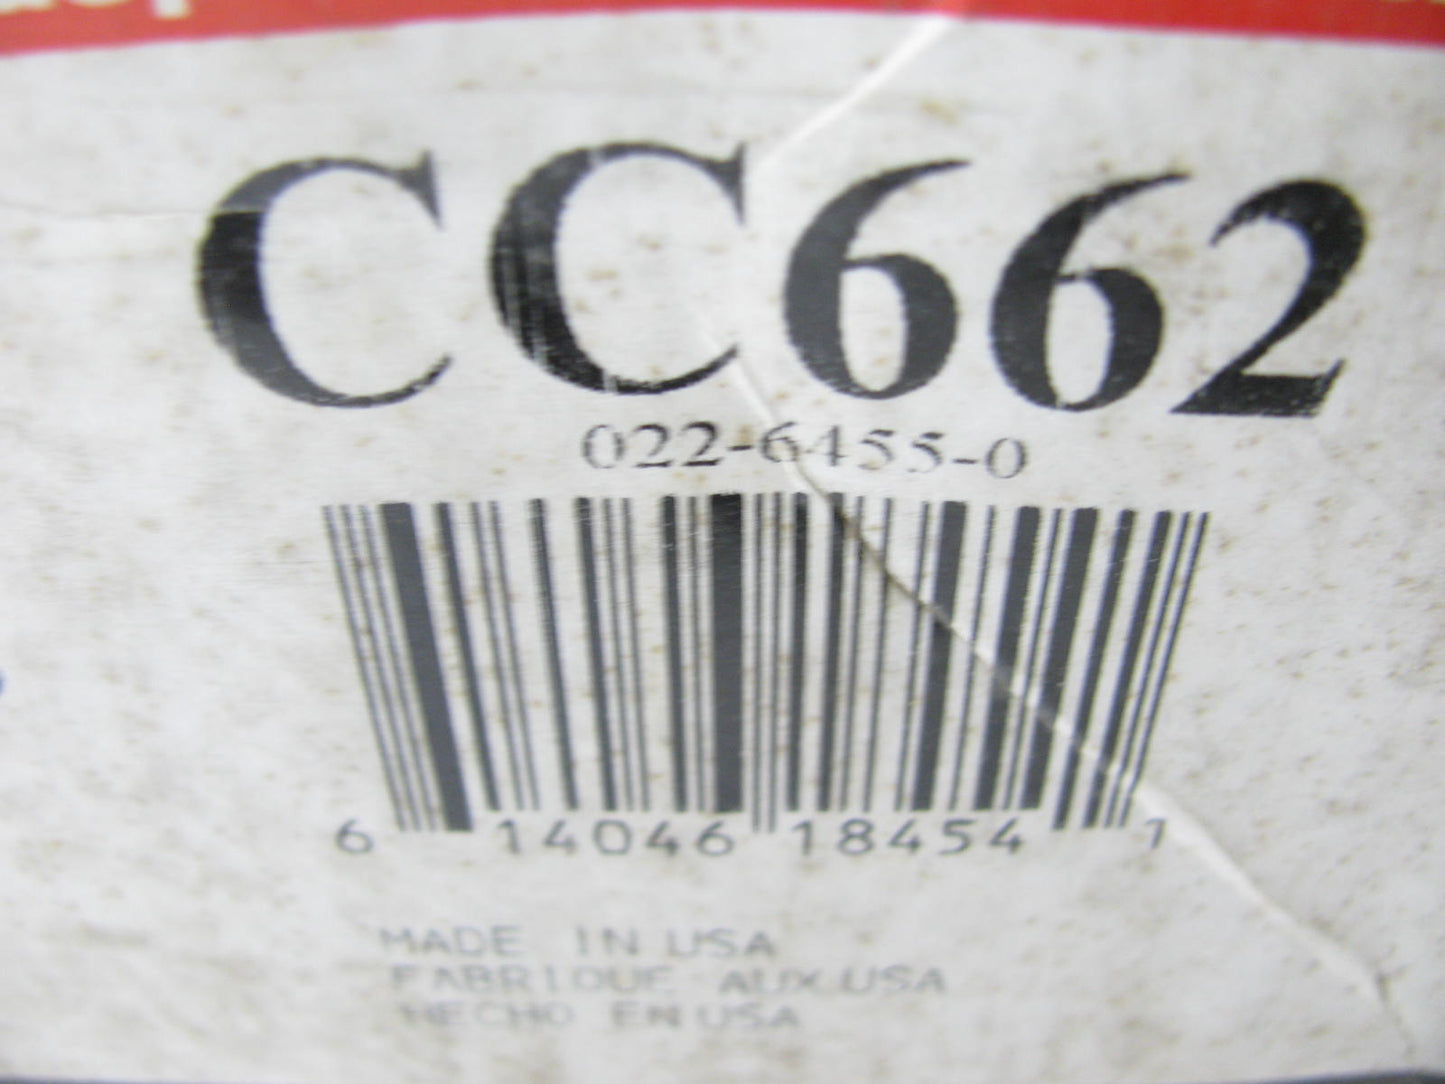 CC662
022-6455-0
6 14046 18454 1
MADE IN USA
FABRIQUE AUX USA
HECHO EN USA